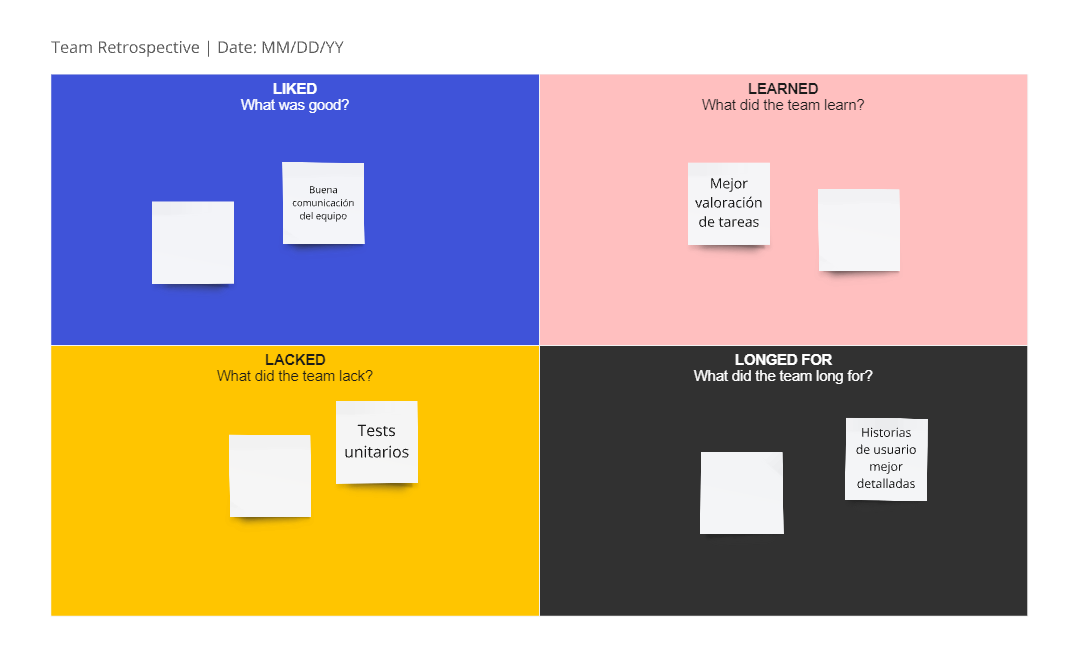 Team Retrospective | Date: MM/DD/YY
LIKED
What was good?
Buena
comunicación
del equipo
LEARNED
What did the team learn?
Mejor
valoración
de tareas
LACKED
What did the team lack?
Tests
unitarios
LONGED FOR
What did the team long for?
Historias
de usuario
mejor
detalladas